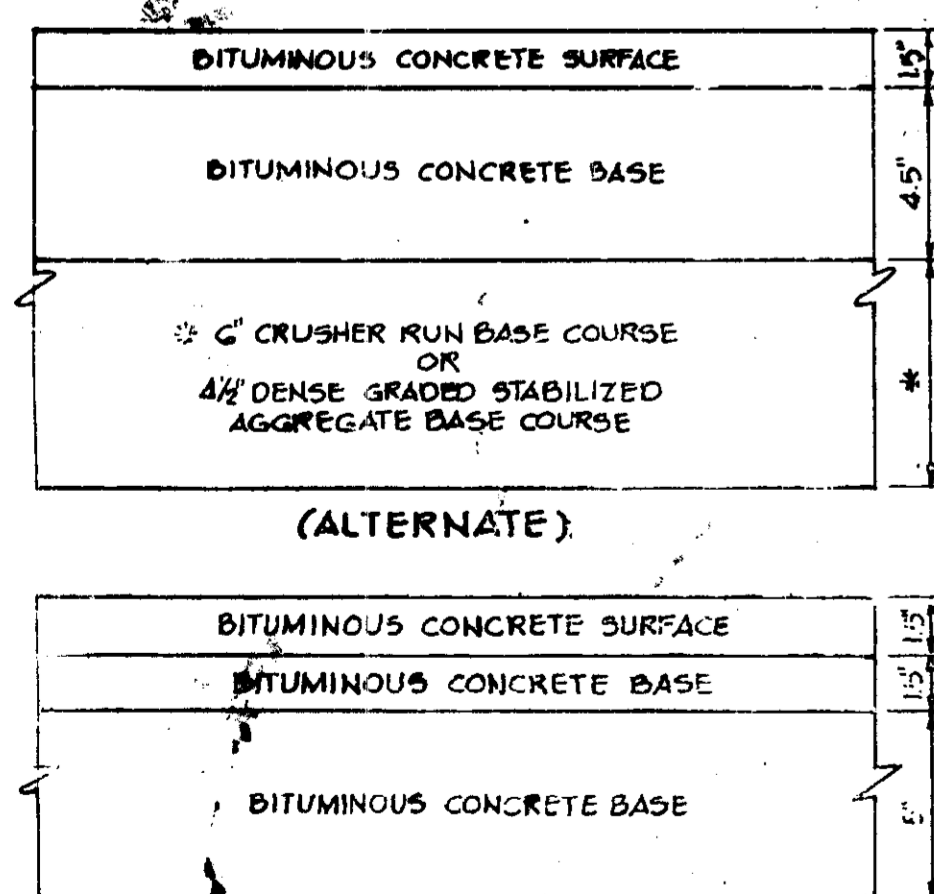 BITUMINOUS CONCRETE SURFACE
1.5"
BITUMINOUS CONCRETE BASE
4.5"
* 6" CRUSHER RUN BASE COURSE
OR
4½" DENSE GRADED STABILIZED
AGGREGATE BASE COURSE
*
(ALTERNATE)
BITUMINOUS CONCRETE SURFACE
1.5"
BITUMINOUS CONCRETE BASE
1.5"
BITUMINOUS CONCRETE BASE